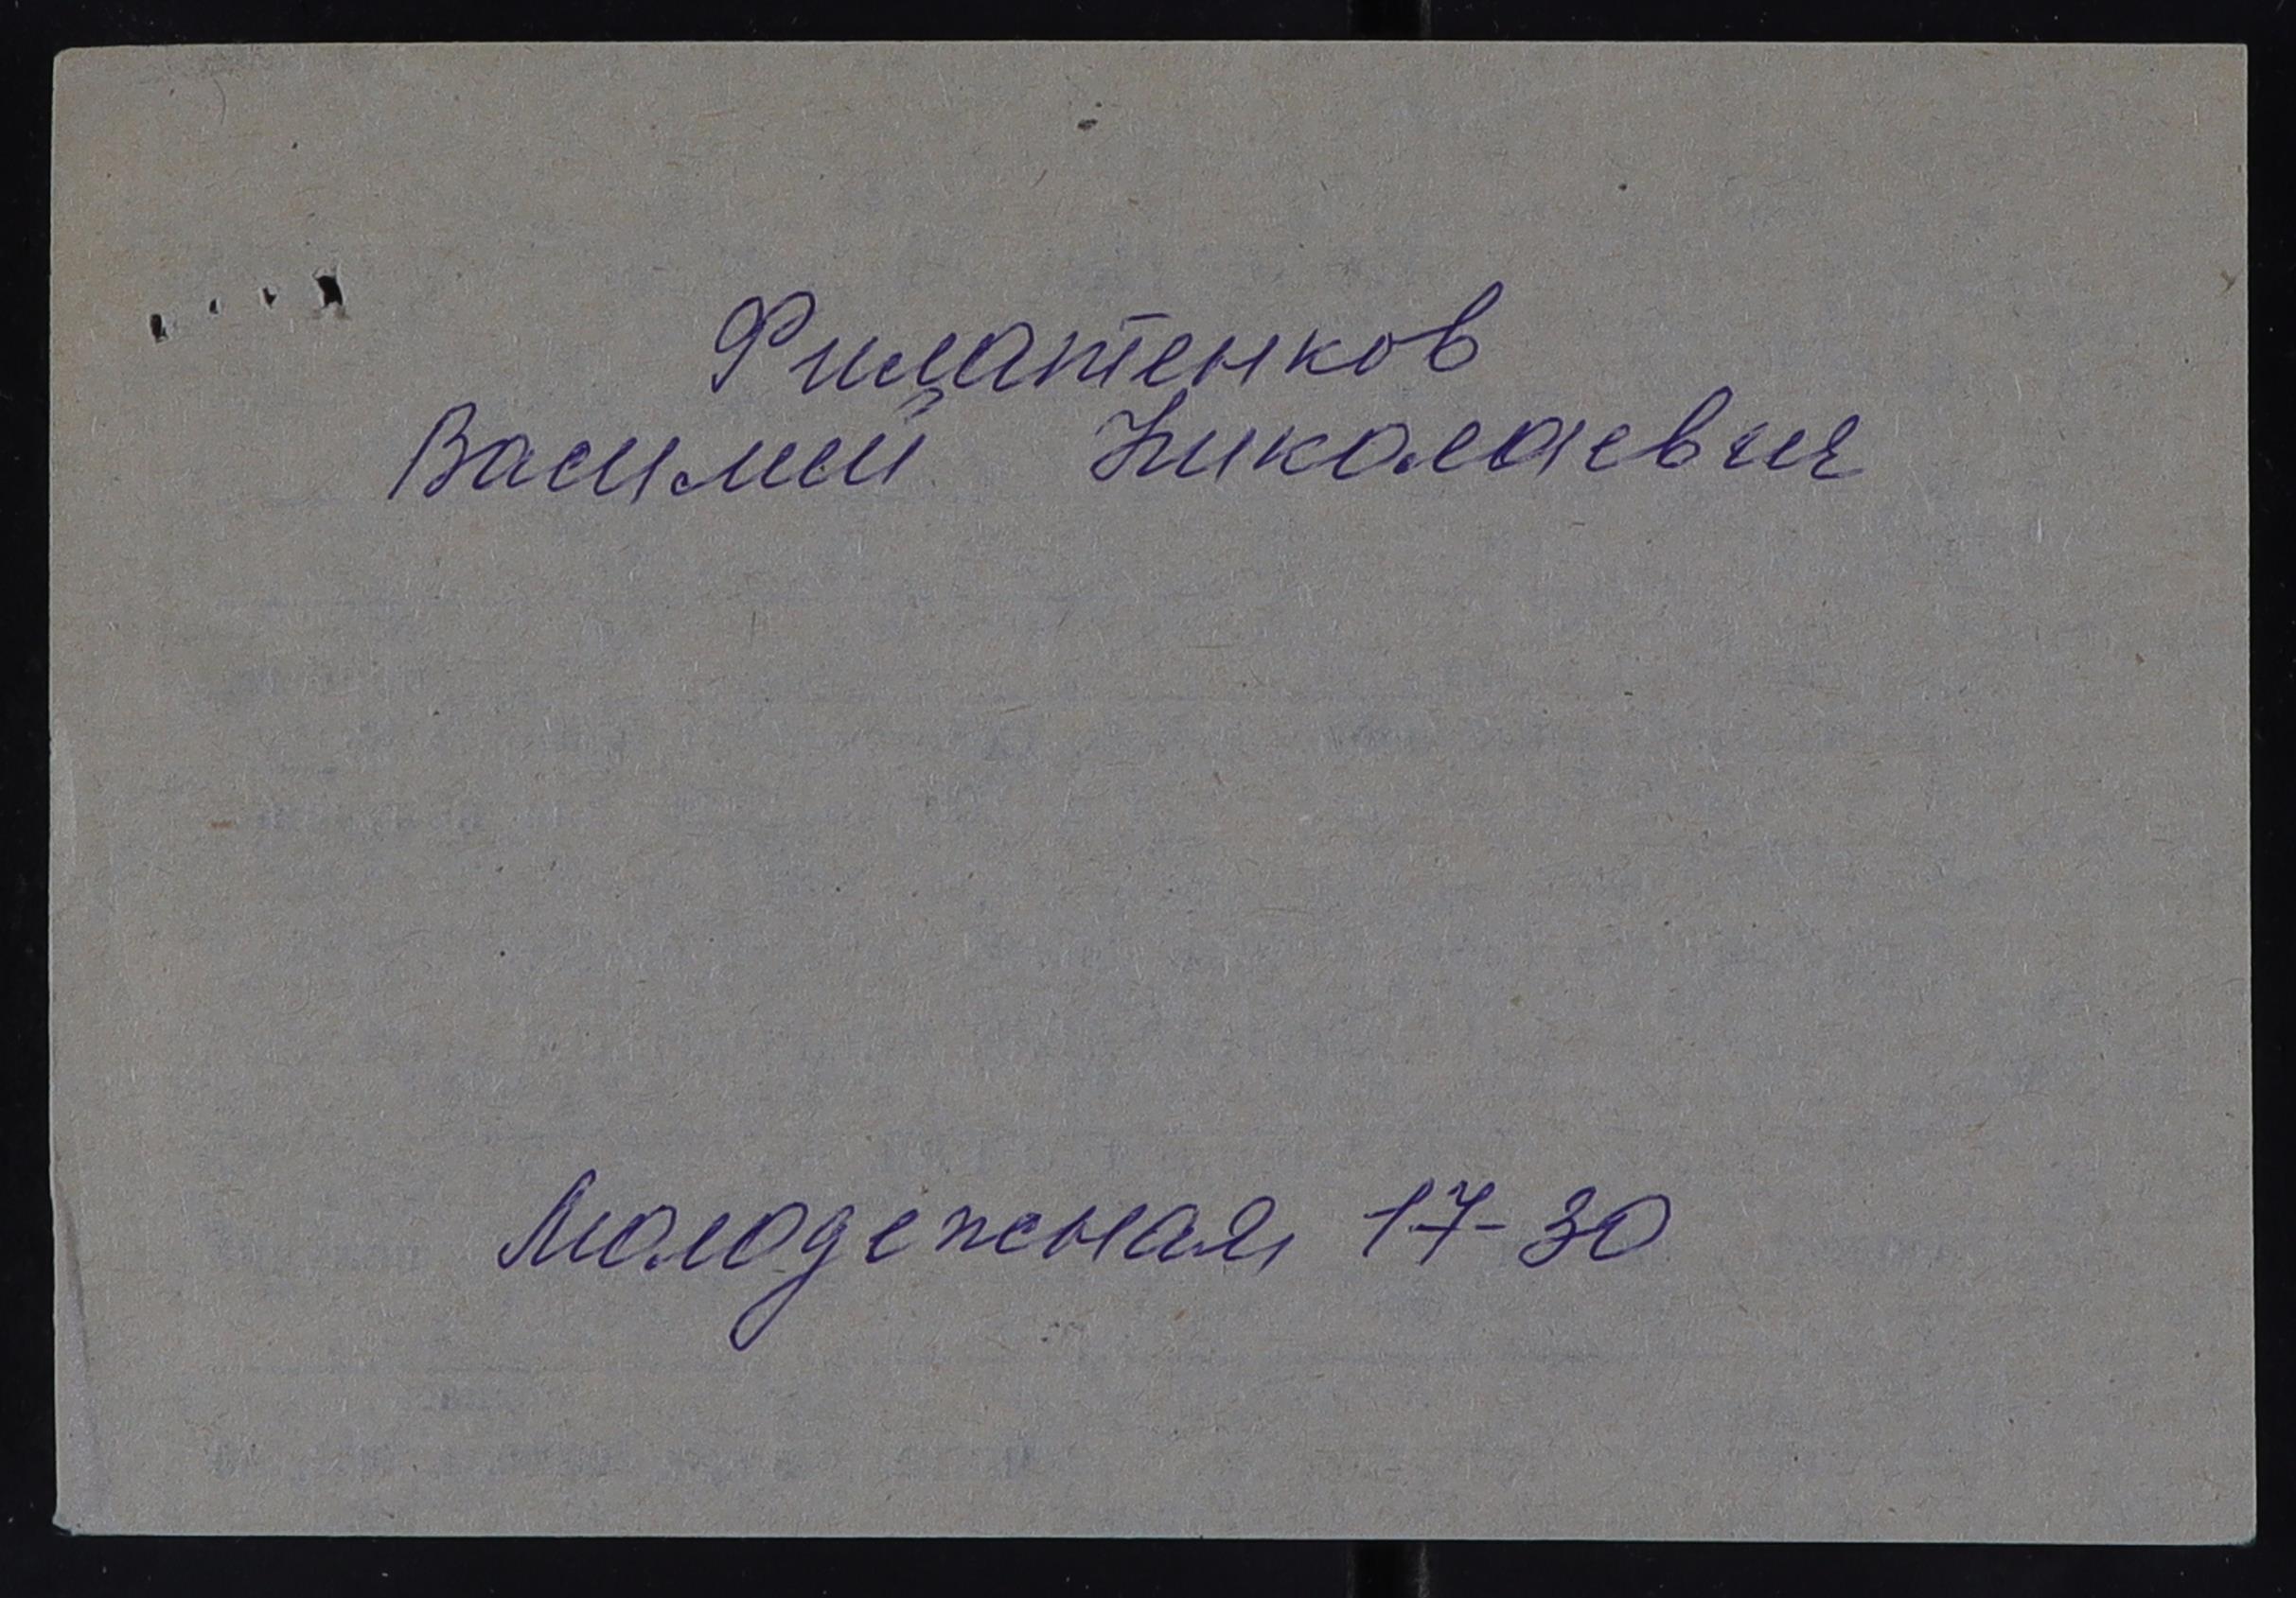 Филатенков
Василий Николаевич
Молодежная 17-30